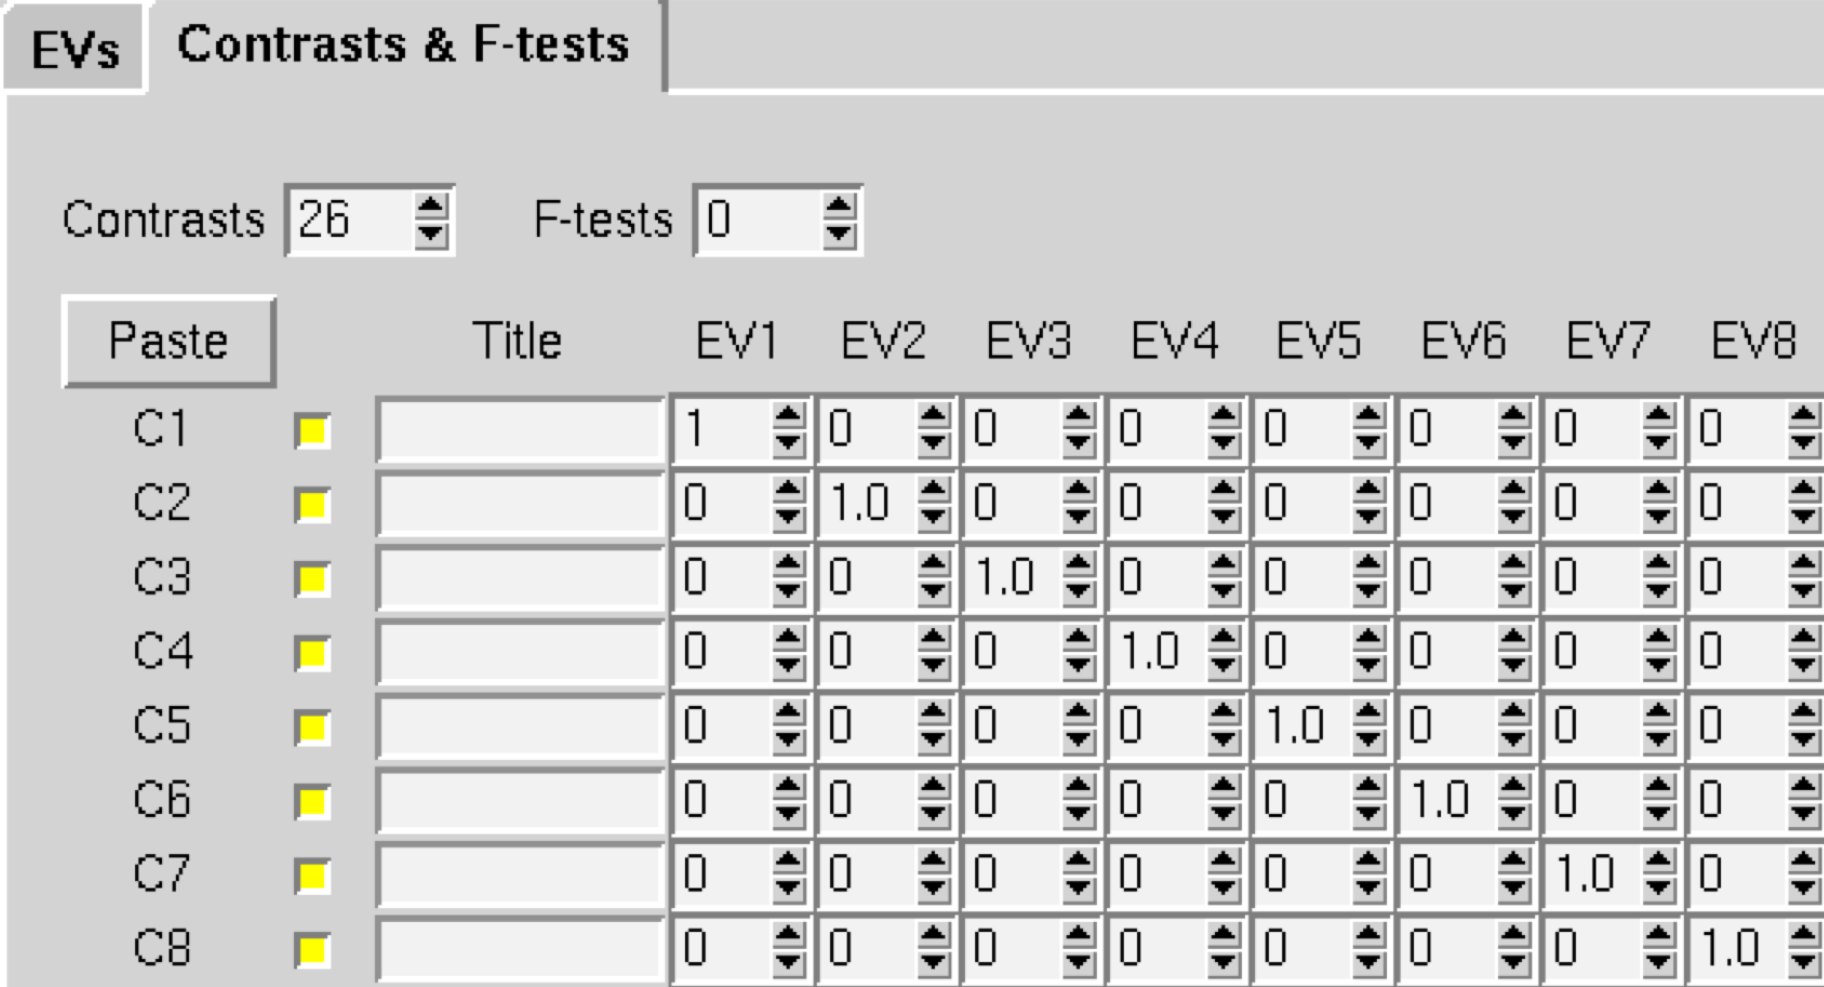 EVs Contrasts & F-tests
Contrasts 26 F-tests 0
Paste Title EV1 EV2 EV3 EV4 EV5 EV6 EV7 EV8
C1 1 0 0 0 0 0 0 0
C2 0 1.0 0 0 0 0 0 0
C3 0 0 1.0 0 0 0 0 0
C4 0 0 0 1.0 0 0 0 0
C5 0 0 0 0 1.0 0 0 0
C6 0 0 0 0 0 1.0 0 0
C7 0 0 0 0 0 0 1.0 0
C8 0 0 0 0 0 0 0 1.0